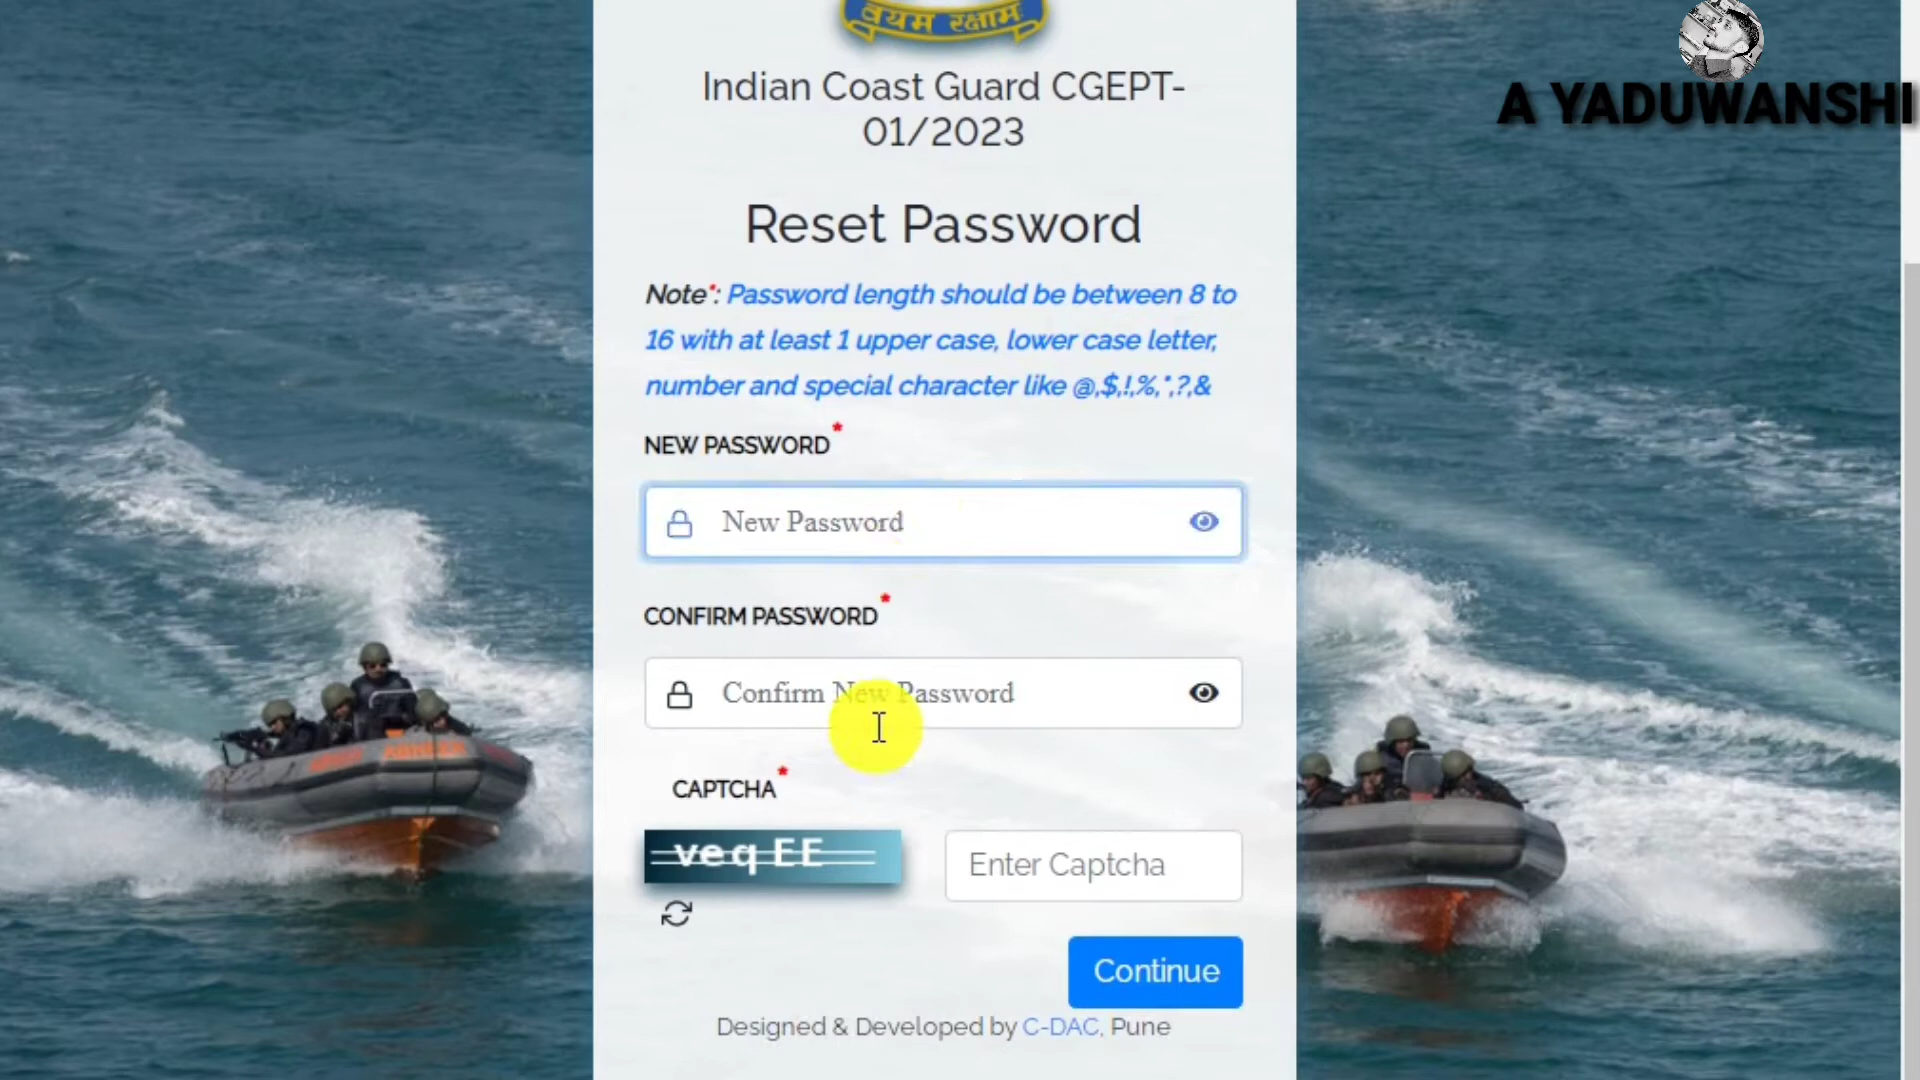 वयम रक्षामः
A YADUWANSHI
Indian Coast Guard CGEPT-
01/2023
Reset Password
Note*: Password length should be between 8 to
16 with at least 1 upper case, lower case letter,
number and special character like @,$,!,%,*,?,&
NEW PASSWORD*
New Password
CONFIRM PASSWORD*
Confirm New Password
CAPTCHA*
veqEE
Enter Captcha
Continue
Designed & Developed by C-DAC, Pune